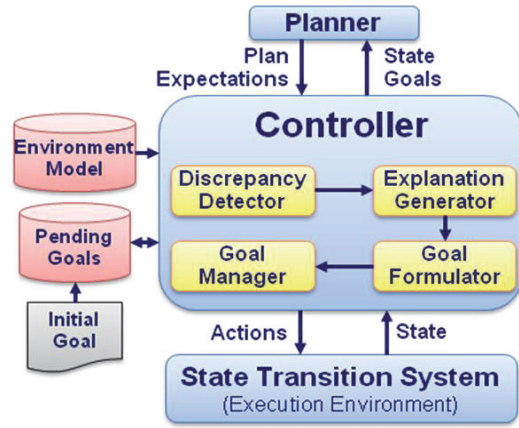 Planner
Plan
Expectations
State
Goals
Controller
Environment
Model
Discrepancy
Detector
Explanation
Generator
Pending
Goals
Goal
Manager
Goal
Formulator
Initial
Goal
Actions
State
State Transition System
(Execution Environment)